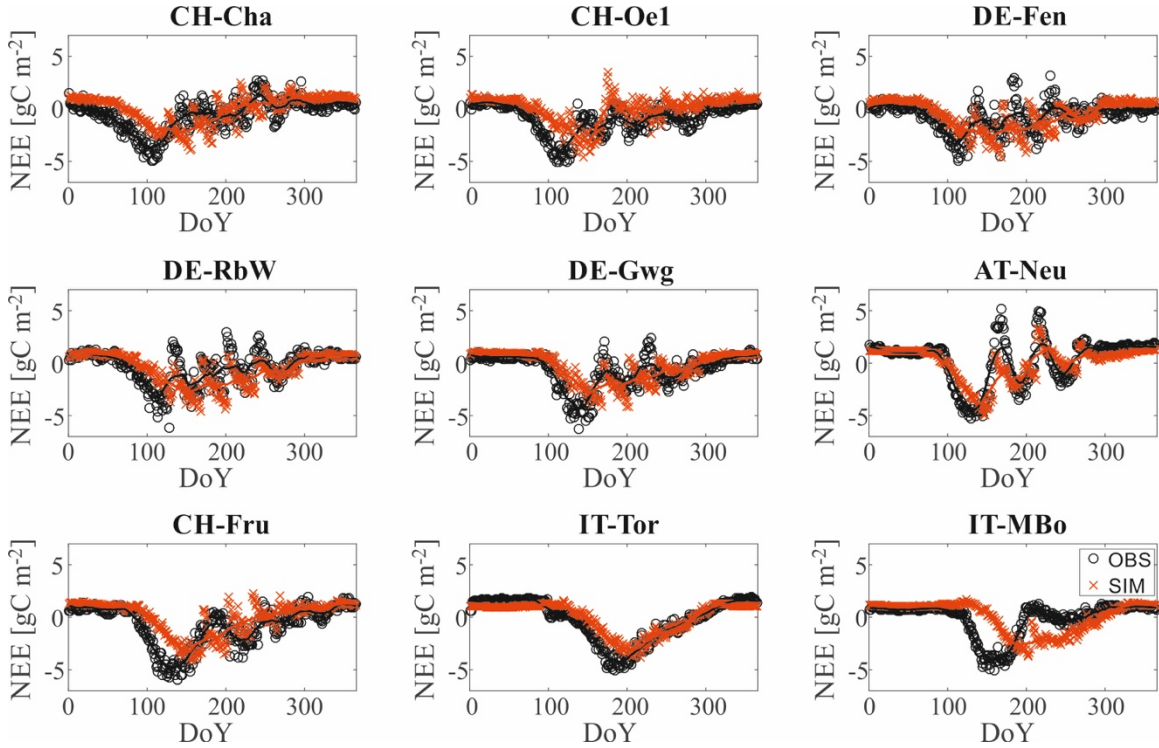 CH-Cha
CH-Oe1
DE-Fen
NEE [gC m⁻²]
5
0
-5
0 100 200 300
DoY
NEE [gC m⁻²]
5
0
-5
0 100 200 300
DoY
NEE [gC m⁻²]
5
0
-5
0 100 200 300
DoY
DE-RbW
DE-Gwg
AT-Neu
NEE [gC m⁻²]
5
0
-5
0 100 200 300
DoY
NEE [gC m⁻²]
5
0
-5
0 100 200 300
DoY
NEE [gC m⁻²]
5
0
-5
0 100 200 300
DoY
CH-Fru
IT-Tor
IT-MBo
NEE [gC m⁻²]
5
0
-5
0 100 200 300
DoY
NEE [gC m⁻²]
5
0
-5
0 100 200 300
DoY
NEE [gC m⁻²]
5
0
-5
0 100 200 300
DoY
OBS
SIM